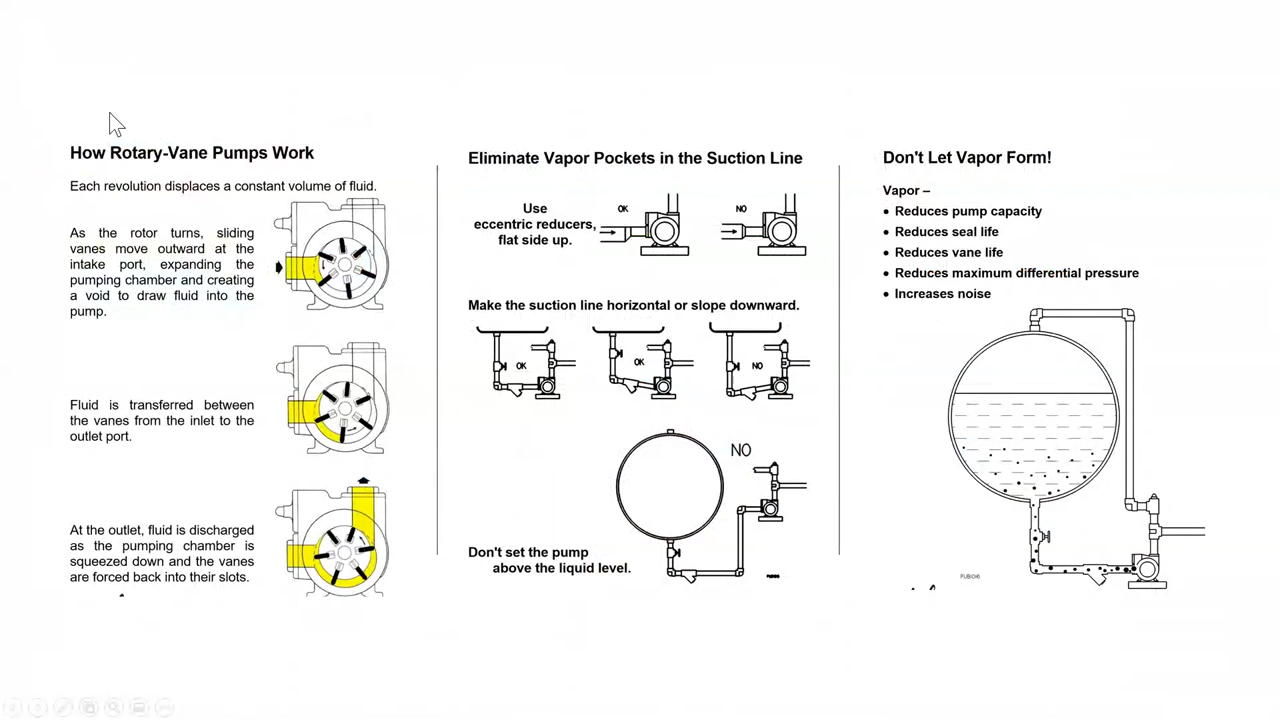 How Rotary-Vane Pumps Work
Each revolution displaces a constant volume of fluid.
As the rotor turns, sliding
vanes move outward at the
intake port, expanding the
pumping chamber and creating
a void to draw fluid into the
pump.
Fluid is transferred between
the vanes from the inlet to the
outlet port.
At the outlet, fluid is discharged
as the pumping chamber is
squeezed down and the vanes
are forced back into their slots.
Eliminate Vapor Pockets in the Suction Line
Use
eccentric reducers,
flat side up.
OK
NO
Make the suction line horizontal or slope downward.
OK
OK
NO
NO
Don't set the pump
above the liquid level.
Don't Let Vapor Form!
Vapor –
• Reduces pump capacity
• Reduces seal life
• Reduces vane life
• Reduces maximum differential pressure
• Increases noise